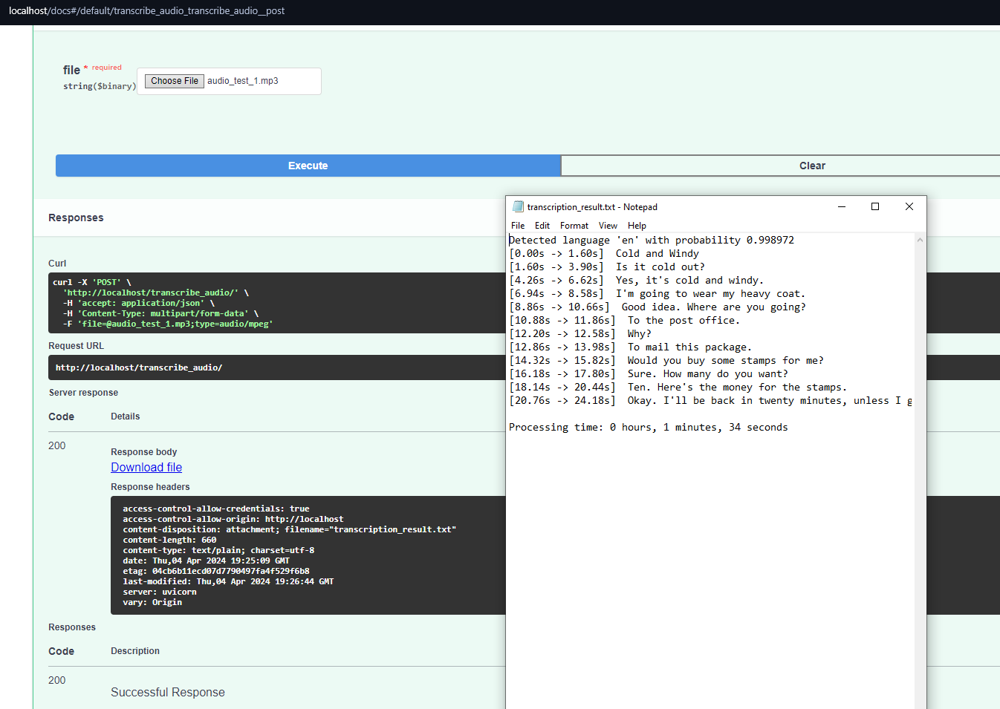 localhost/docs#/default/transcribe_audio_transcribe_audio__post
file * required
string($binary)
Choose File audio_test_1.mp3
Execute
Clear
Responses
Curl
curl -X 'POST' \
'http://localhost/transcribe_audio/' \
-H 'accept: application/json' \
-H 'Content-Type: multipart/form-data' \
-F 'file=@audio_test_1.mp3;type=audio/mpeg'
Request URL
http://localhost/transcribe_audio/
Server response
Code Details
200
Response body
Download file
Response headers
access-control-allow-credentials: true
access-control-allow-origin: http://localhost
content-disposition: attachment; filename="transcription_result.txt"
content-length: 660
content-type: text/plain; charset=utf-8
date: Thu,04 Apr 2024 19:25:09 GMT
etag: 04cb6b11ecd07d7790497fa4f529f6b8
last-modified: Thu,04 Apr 2024 19:26:44 GMT
server: uvicorn
vary: Origin
Responses
Code Description
200
Successful Response
transcription_result.txt - Notepad
File Edit Format View Help
Detected language 'en' with probability 0.998972
[0.00s -> 1.60s] Cold and Windy
[1.60s -> 3.90s] Is it cold out?
[4.26s -> 6.62s] Yes, it's cold and windy.
[6.94s -> 8.58s] I'm going to wear my heavy coat.
[8.86s -> 10.66s] Good idea. Where are you going?
[10.88s -> 11.86s] To the post office.
[12.20s -> 12.58s] Why?
[12.86s -> 13.98s] To mail this package.
[14.32s -> 15.82s] Would you buy some stamps for me?
[16.18s -> 17.80s] Sure. How many do you want?
[18.14s -> 20.44s] Ten. Here's the money for the stamps.
[20.76s -> 24.18s] Okay. I'll be back in twenty minutes, unless I g
Processing time: 0 hours, 1 minutes, 34 seconds